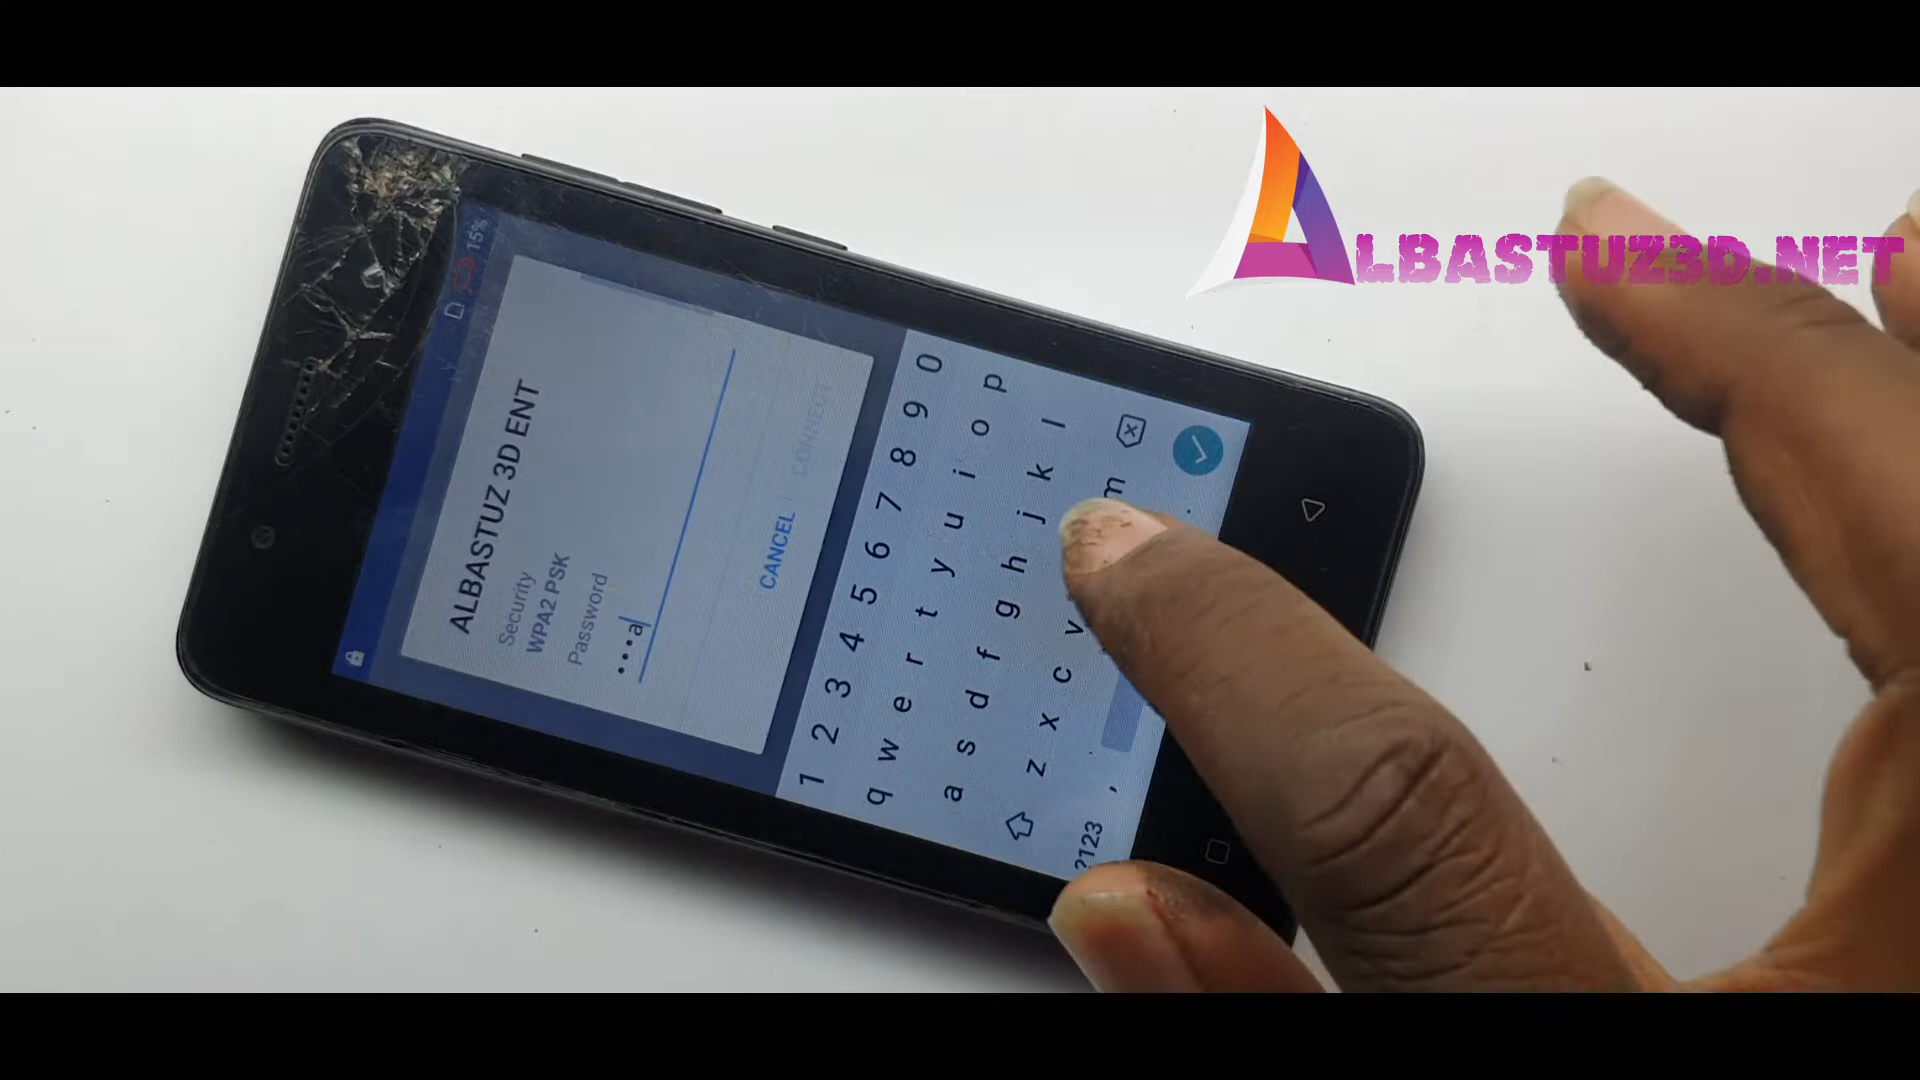 ALBASTUZ3D.NET
15%
ALBASTUZ 3D ENT
Security
WPA2 PSK
Password
•••a
CANCEL
CONNECT
1 2 3 4 5 6 7 8 9 0
q w e r t y u i o p
a s d f g h j k l
z x c v m
?123 , .